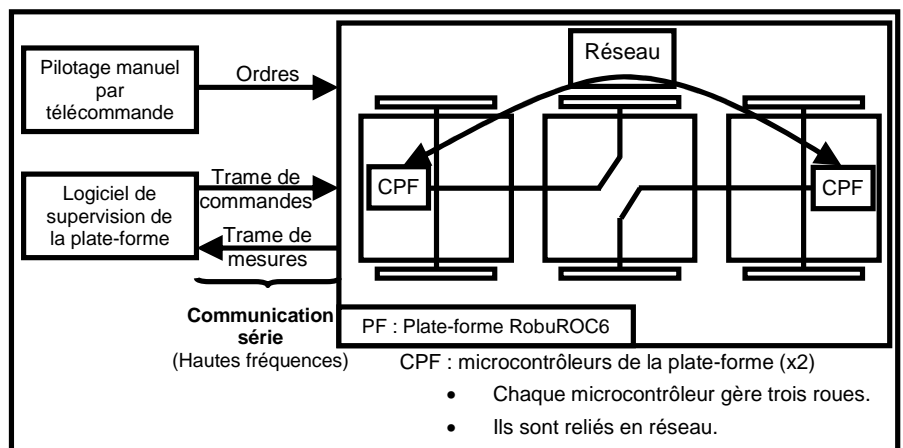 Pilotage manuel
par
télécommande
Ordres
Réseau
CPF
CPF
Logiciel de
supervision de
la plate-forme
Trame de
commandes
Trame de
mesures
Communication
série
(Hautes fréquences)
PF : Plate-forme RobuROC6
CPF : microcontrôleurs de la plate-forme (x2)
• Chaque microcontrôleur gère trois roues.
• Ils sont reliés en réseau.